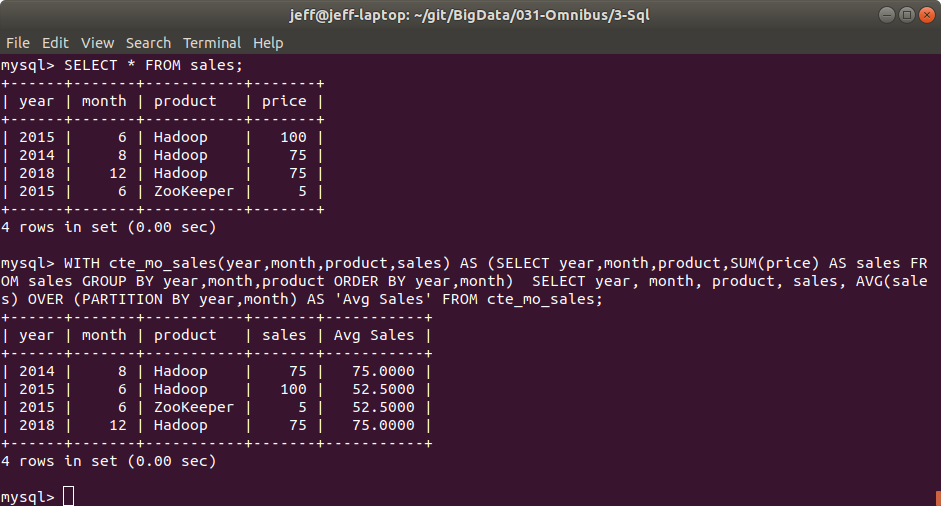 jeff@jeff-laptop: ~/git/BigData/031-Omnibus/3-Sql
File Edit View Search Terminal Help
mysql> SELECT * FROM sales;
+------+-------+-----------+-------+
| year | month | product   | price |
+------+-------+-----------+-------+
| 2015 |     6 | Hadoop    |   100 |
| 2014 |     8 | Hadoop    |    75 |
| 2018 |    12 | Hadoop    |    75 |
| 2015 |     6 | ZooKeeper |     5 |
+------+-------+-----------+-------+
4 rows in set (0.00 sec)

mysql> WITH cte_mo_sales(year,month,product,sales) AS (SELECT year,month,product,SUM(price) AS sales FR
OM sales GROUP BY year,month,product ORDER BY year,month)  SELECT year, month, product, sales, AVG(sale
s) OVER (PARTITION BY year,month) AS 'Avg Sales' FROM cte_mo_sales;
+------+-------+-----------+-------+-----------+
| year | month | product   | sales | Avg Sales |
+------+-------+-----------+-------+-----------+
| 2014 |     8 | Hadoop    |    75 |   75.0000 |
| 2015 |     6 | Hadoop    |   100 |   52.5000 |
| 2015 |     6 | ZooKeeper |     5 |   52.5000 |
| 2018 |    12 | Hadoop    |    75 |   75.0000 |
+------+-------+-----------+-------+-----------+
4 rows in set (0.00 sec)

mysql>